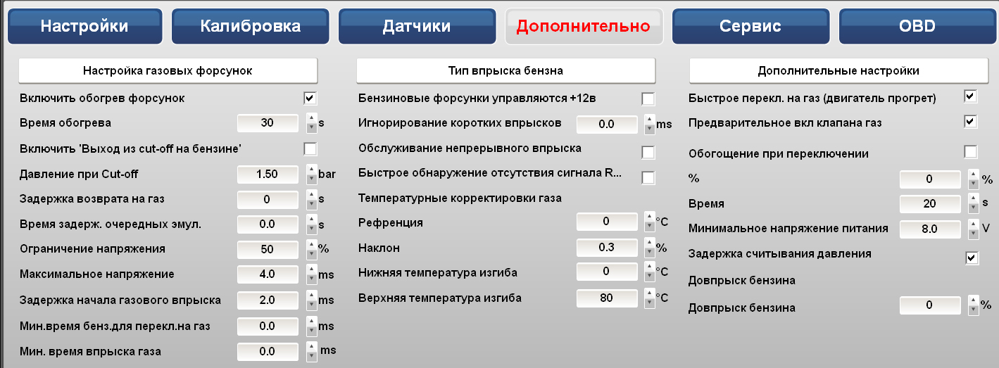 Настройки Калибровка Датчики Дополнительно Сервис OBD
Настройка газовых форсунок
Включить обогрев форсунок
Время обогрева 30 s
Включить 'Выход из cut-off на бензине'
Давление при Cut-off 1.50 bar
Задержка возврата на газ 0 s
Время задерж. очередных эмул. 0.0 s
Ограничение напряжения 50 %
Максимальное напряжение 4.0 ms
Задержка начала газового впрыска 2.0 ms
Мин.время бенз.для перекл.на газ 0.0 ms
Мин. время впрыска газа 0.0 ms
Тип впрыска бензна
Бензиновые форсунки управляются +12в
Игнорирование коротких впрысков 0.0 ms
Обслуживание непрерывного впрыска
Быстрое обнаружение отсутствия сигнала R...
Температурные корректировки газа
Рефренция 0 °C
Наклон 0.3 %
Нижняя температура изгиба 0 °C
Верхняя температура изгиба 80 °C
Дополнительные настройки
Быстрое перекл. на газ (двигатель прогрет)
Предварительное вкл клапана газ
Обогощение при переключении
% 0 %
Время 20 s
Минимальное напряжение питания 8.0 V
Задержка считывания давления
Довпрыск бензина
Довпрыск бензина 0 %